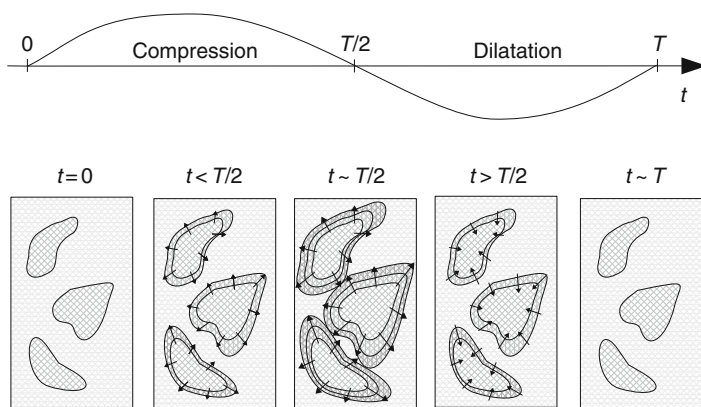 0 T/2 T
Compression Dilatation
t
t = 0 t < T/2 t ~ T/2 t > T/2 t ~ T